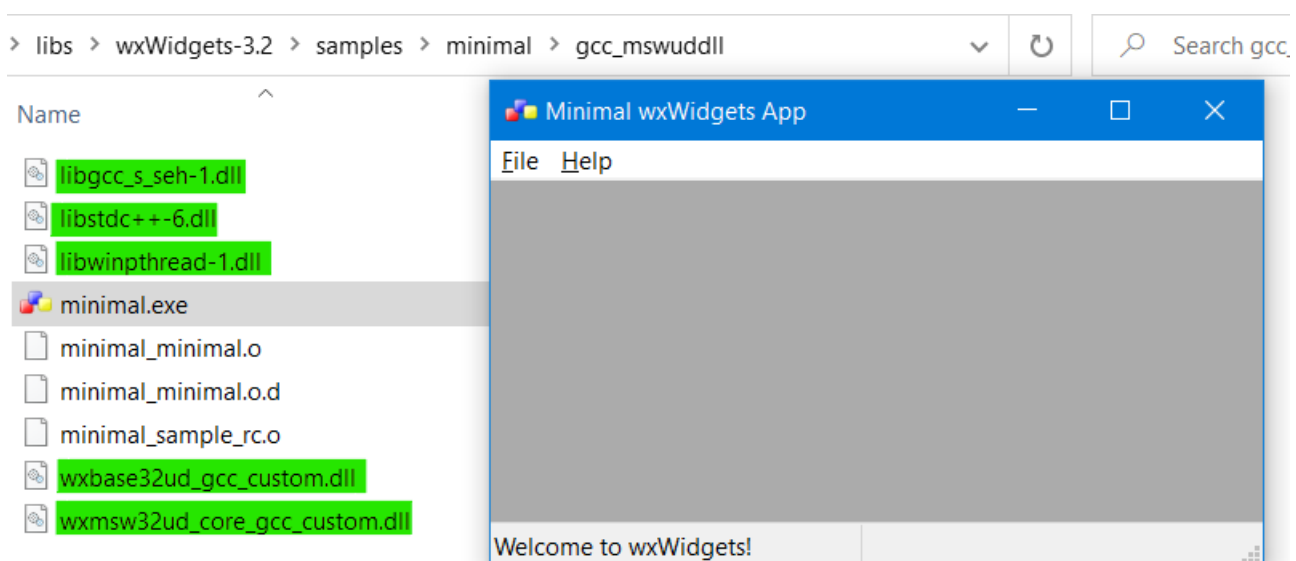 > libs > wxWidgets-3.2 > samples > minimal > gcc_mswuddll
Search gcc_
Name
libgcc_s_seh-1.dll
libstdc++-6.dll
libwinpthread-1.dll
minimal.exe
minimal_minimal.o
minimal_minimal.o.d
minimal_sample_rc.o
wxbase32ud_gcc_custom.dll
wxmsw32ud_core_gcc_custom.dll
Minimal wxWidgets App
File Help
Welcome to wxWidgets!